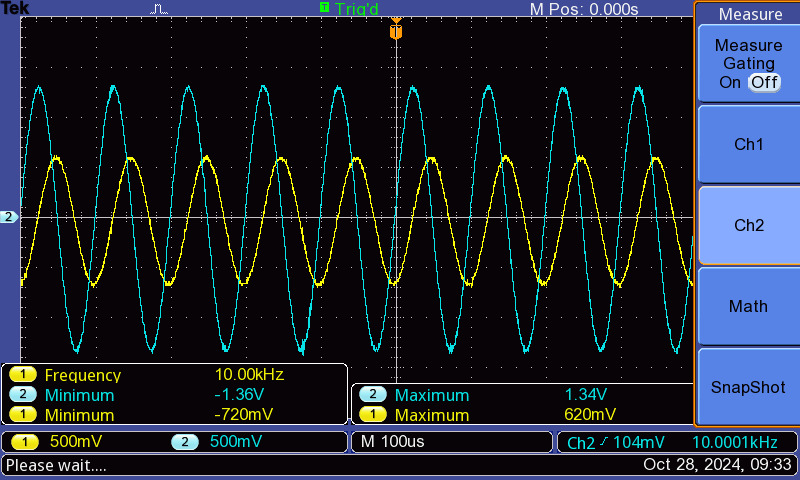 Tek T Trig'd M Pos: 0.000s Measure
T
Measure
Gating
On Off
Ch1
2
Ch2
Math
SnapShot
1 Frequency 10.00kHz
2 Minimum -1.36V 2 Maximum 1.34V
1 Minimum -720mV 1 Maximum 620mV
1 500mV 2 500mV M 100us Ch2 104mV 10.0001kHz
Please wait.... Oct 28, 2024, 09:33